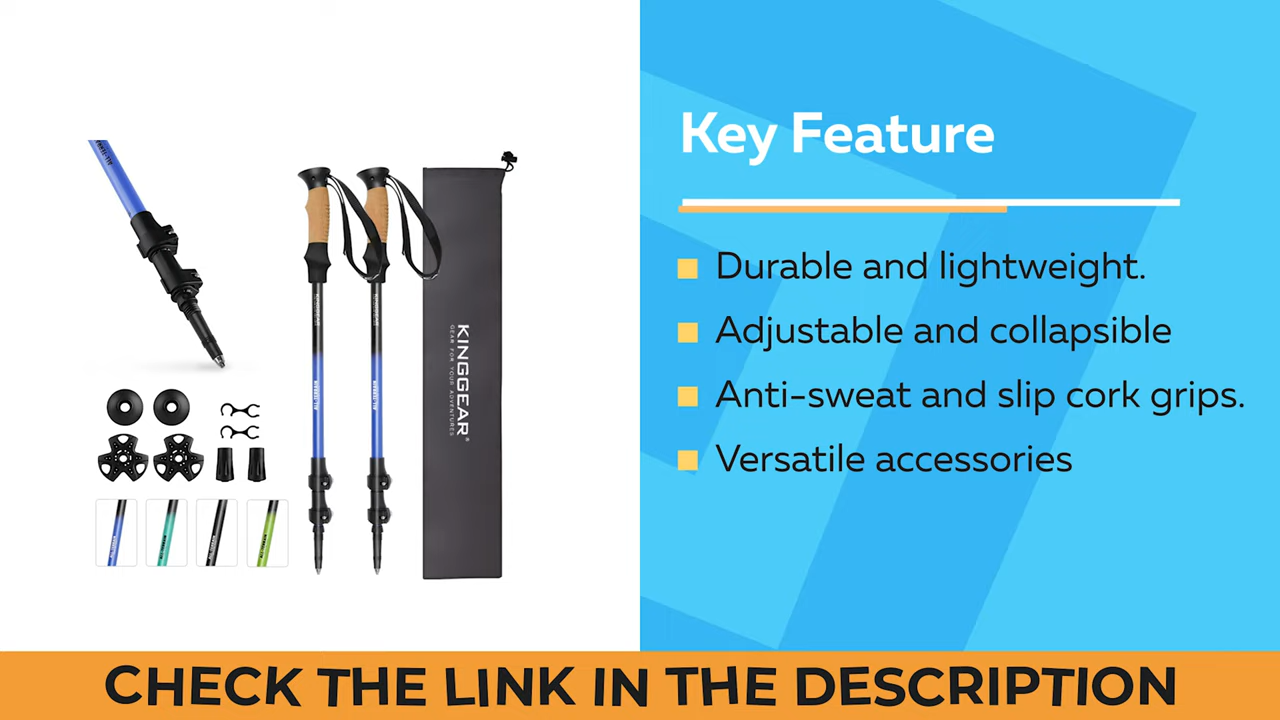 Key Feature
Durable and lightweight.
Adjustable and collapsible
Anti-sweat and slip cork grips.
Versatile accessories
KINGGEAR®
GEAR FOR YOUR ADVENTURES
KINGGEAR
CHECK THE LINK IN THE DESCRIPTION